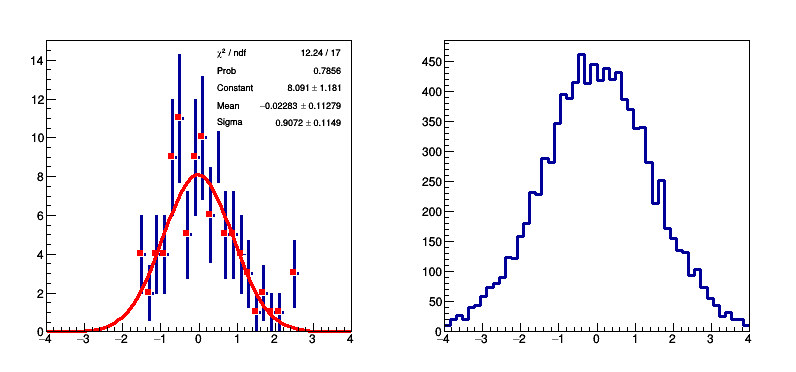 χ² / ndf 12.24 / 17
Prob 0.7856
Constant 8.091 ± 1.181
Mean −0.02283 ± 0.11279
Sigma 0.9072 ± 0.1149
14
12
10
8
6
4
2
0
−4 −3 −2 −1 0 1 2 3 4
450
400
350
300
250
200
150
100
50
0
−4 −3 −2 −1 0 1 2 3 4